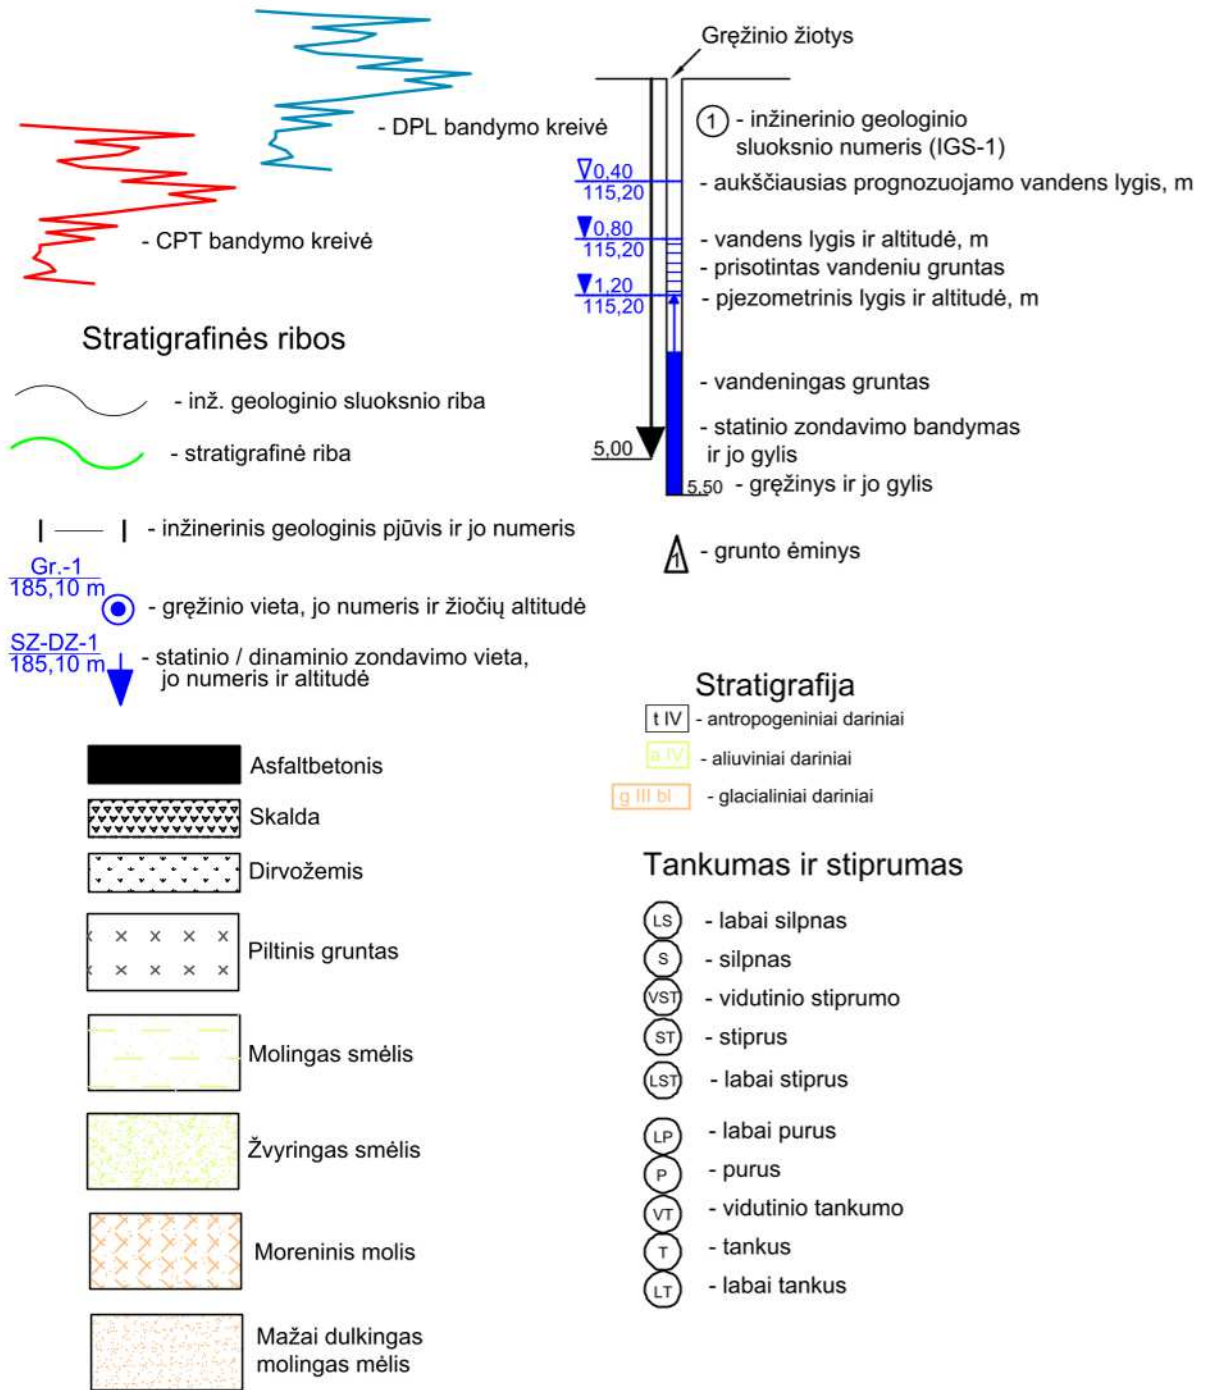 - DPL bandymo kreivė
- CPT bandymo kreivė
Stratigrafinės ribos
- inž. geologinio sluoksnio riba
- stratigrafinė riba
- inžinerinis geologinis pjūvis ir jo numeris
Gr.-1
185,10 m
- gręžinio vieta, jo numeris ir žiočių altitudė
SZ-DZ-1
185,10 m
- statinio / dinaminio zondavimo vieta,
jo numeris ir altitudė
Asfaltbetonis
Skalda
Dirvožemis
Piltinis gruntas
Molingas smėlis
Žvyringas smėlis
Moreninis molis
Mažai dulkingas
molingas mėlis
Gręžinio žiotys
1 - inžinerinio geologinio
sluoksnio numeris (IGS-1)
0,40
115,20
- aukščiausias prognozuojamo vandens lygis, m
0,80
115,20
- vandens lygis ir altitudė, m
- prisotintas vandeniu gruntas
1,20
115,20
- pjezometrinis lygis ir altitudė, m
- vandeningas gruntas
- statinio zondavimo bandymas
ir jo gylis
5,00
5,50 - gręžinys ir jo gylis
1 - grunto ėminys
Stratigrafija
t IV - antropogeniniai dariniai
a IV - aliuviniai dariniai
g III bl - glacialiniai dariniai
Tankumas ir stiprumas
LS - labai silpnas
S - silpnas
VST - vidutinio stiprumo
ST - stiprus
LST - labai stiprus
LP - labai purus
P - purus
VT - vidutinio tankumo
T - tankus
LT - labai tankus